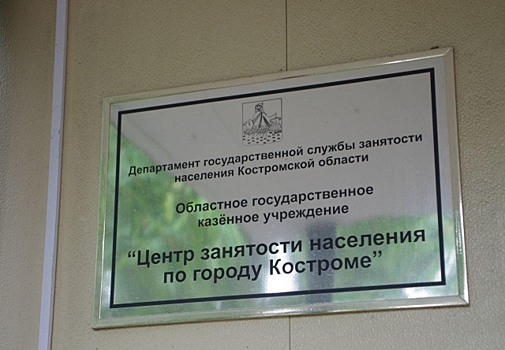 Департамент государственной службы занятости
населения Костромской области
Областное государственное
казённое учреждение
“Центр занятости населения
по городу Костроме”